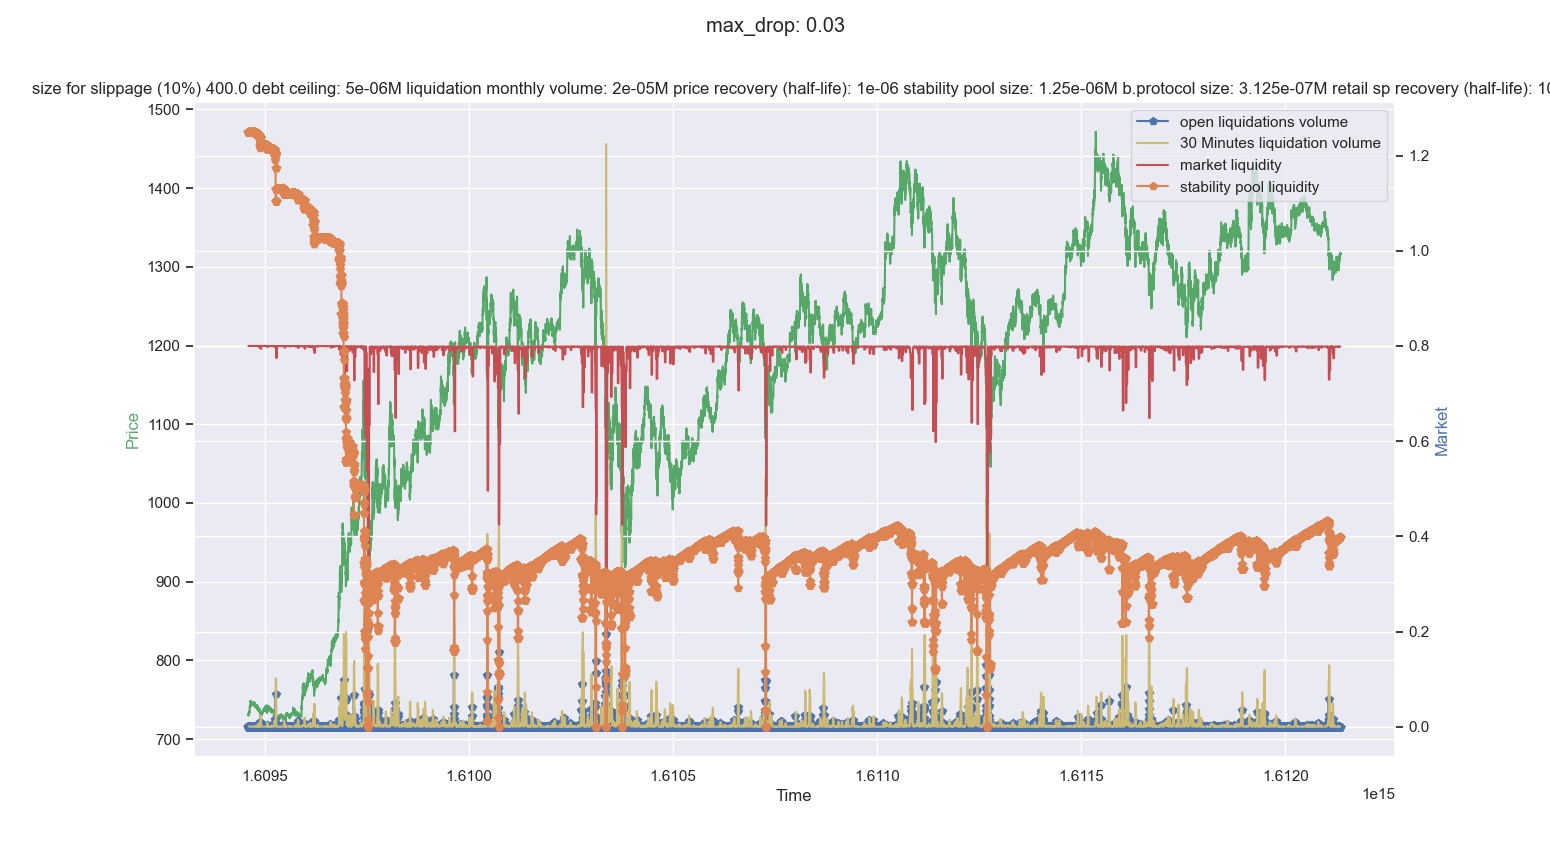 max_drop: 0.03
size for slippage (10%) 400.0 debt ceiling: 5e-06M liquidation monthly volume: 2e-05M price recovery (half-life): 1e-06 stability pool size: 1.25e-06M b.protocol size: 3.125e-07M retail sp recovery (half-life):
open liquidations volume
30 Minutes liquidation volume
market liquidity
stability pool liquidity
1500
1400
1300
1200
1100
1000
900
800
700
Price
1.2
1.0
0.8
0.6
0.4
0.2
0.0
Market
1.6095
1.6100
1.6105
1.6110
1.6115
1.6120
1e15
Time